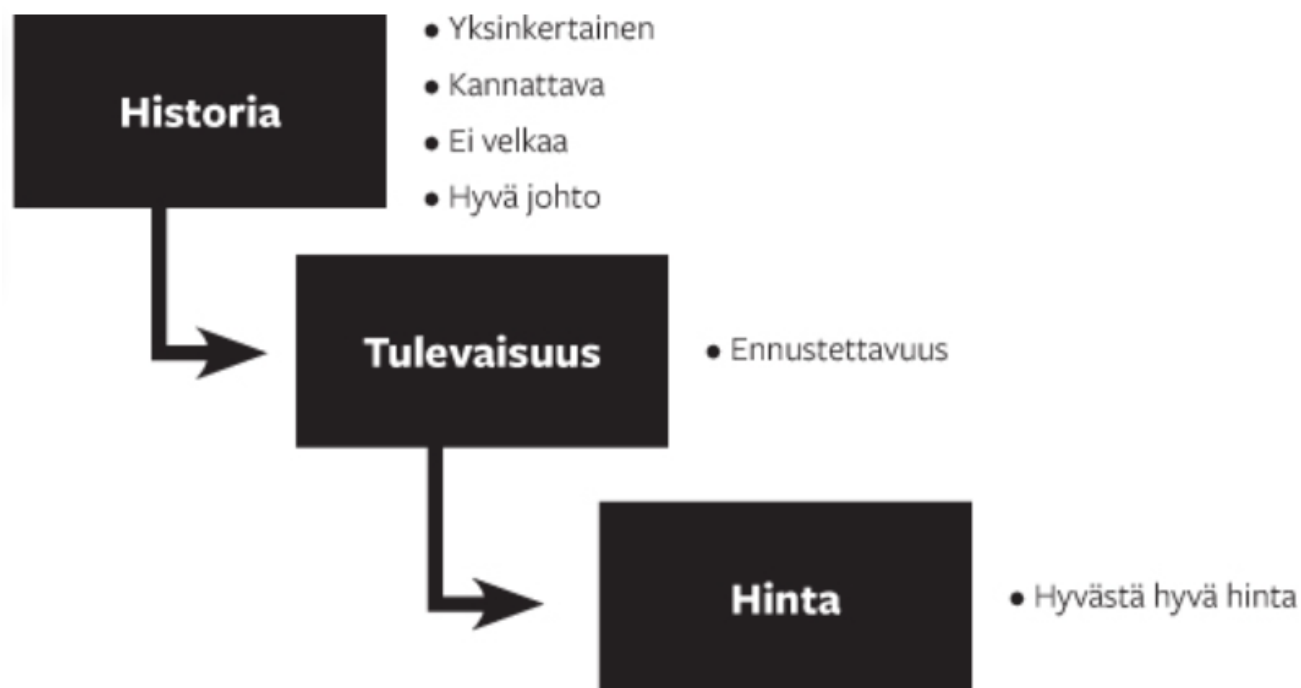 Historia
• Yksinkertainen
• Kannattava
• Ei velkaa
• Hyvä johto
Tulevaisuus
• Ennustettavuus
Hinta
• Hyvästä hyvä hinta